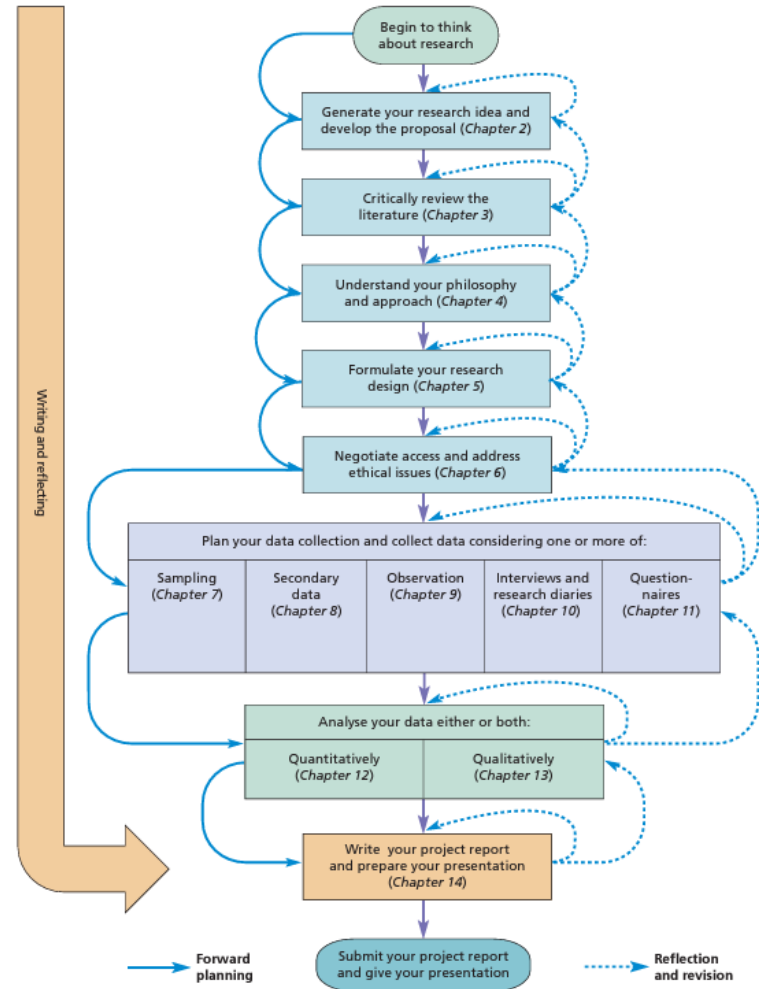 Begin to think
about research
Generate your research idea and
develop the proposal (Chapter 2)
Critically review the
literature (Chapter 3)
Understand your philosophy
and approach (Chapter 4)
Formulate your research
design (Chapter 5)
Negotiate access and address
ethical issues (Chapter 6)
Writing and reflecting
Plan your data collection and collect data considering one or more of:
Sampling
(Chapter 7)
Secondary
data
(Chapter 8)
Observation
(Chapter 9)
Interviews and
research diaries
(Chapter 10)
Question-
naires
(Chapter 11)
Analyse your data either or both:
Quantitatively
(Chapter 12)
Qualitatively
(Chapter 13)
Write your project report
and prepare your presentation
(Chapter 14)
Submit your project report
and give your presentation
Forward
planning
Reflection
and revision